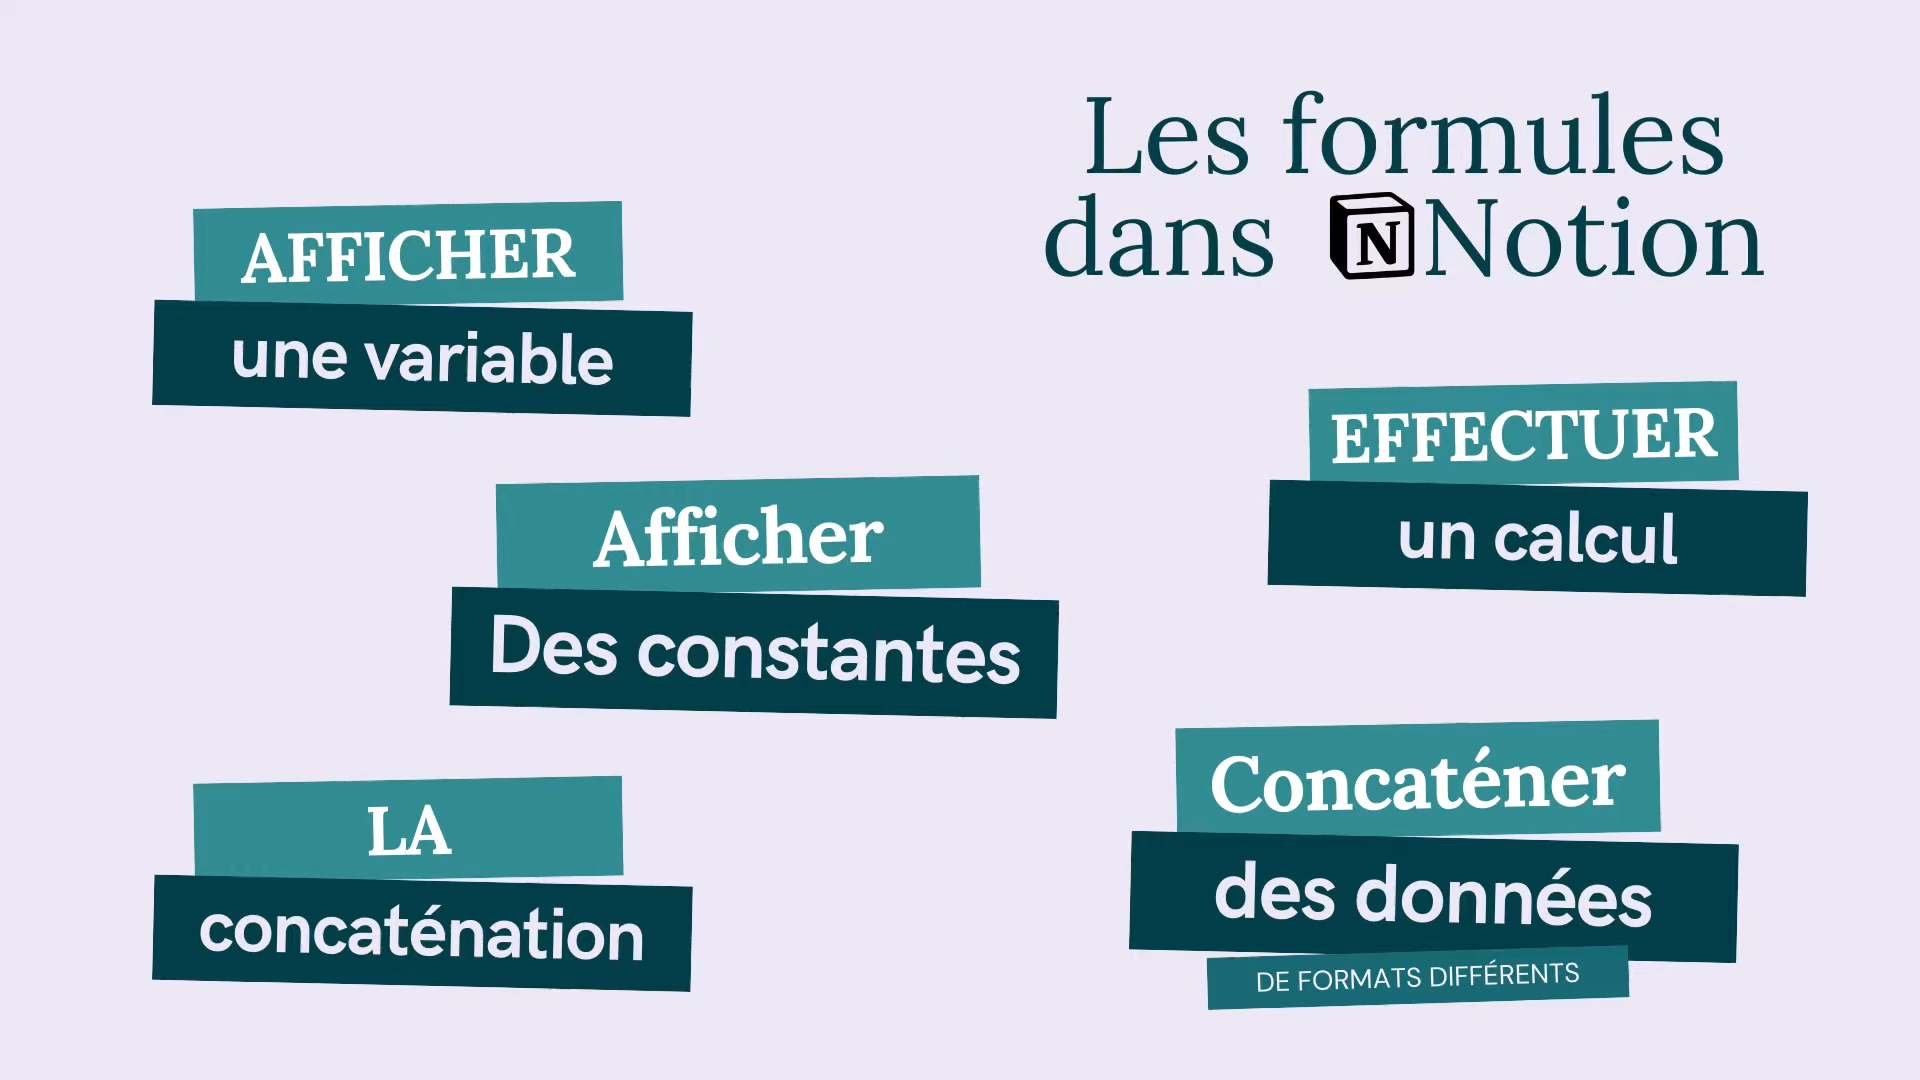 Les formules
dans N Notion
AFFICHER
une variable
EFFECTUER
un calcul
Afficher
Des constantes
LA
concaténation
Concaténer
des données
DE FORMATS DIFFÉRENTS